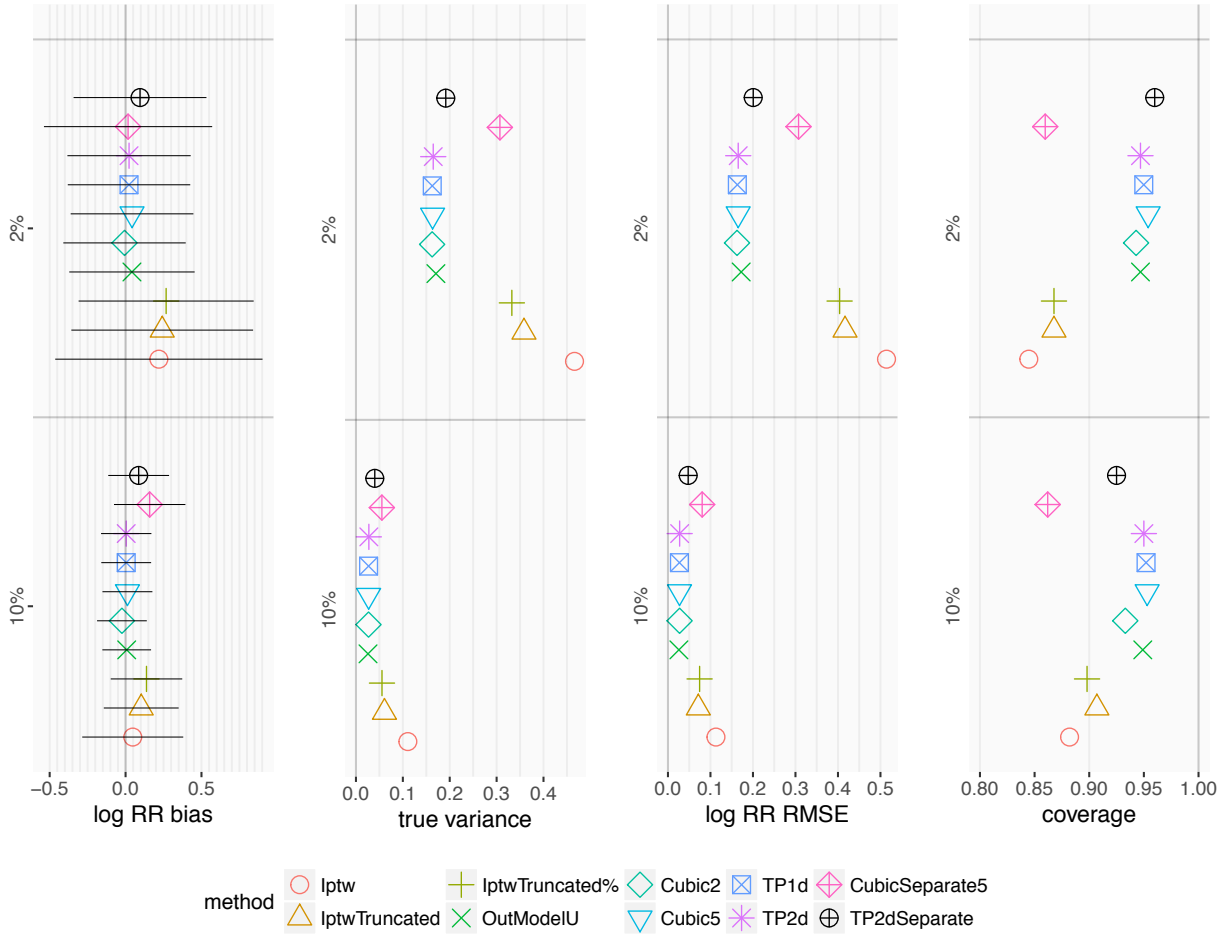 2%
10%
−0.5
0.0
0.5
log RR bias
2%
10%
0.0
0.1
0.2
0.3
0.4
true variance
2%
10%
0.0
0.1
0.2
0.3
0.4
0.5
log RR RMSE
2%
10%
0.80
0.85
0.90
0.95
1.00
coverage
method
Iptw
IptwTruncated
IptwTruncated%
OutModelU
Cubic2
Cubic5
TP1d
TP2d
CubicSeparate5
TP2dSeparate